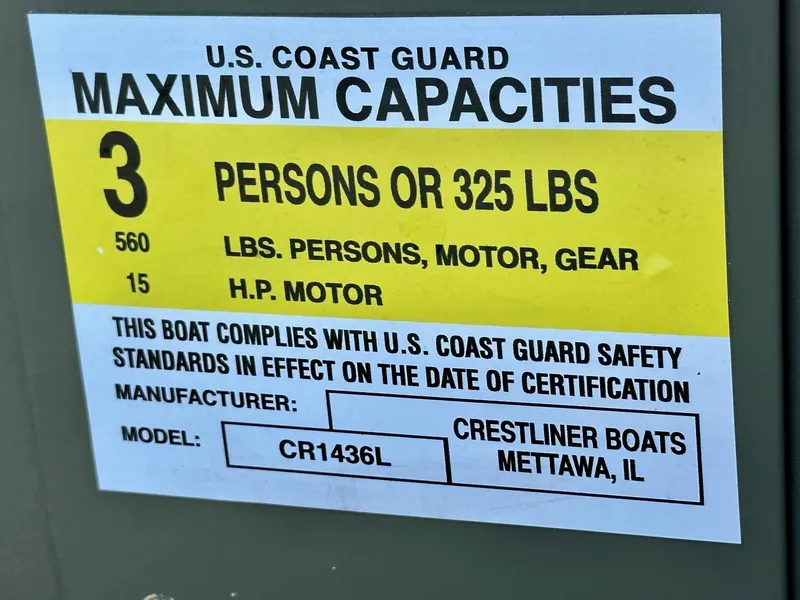 U.S. COAST GUARD
MAXIMUM CAPACITIES
3 PERSONS OR 325 LBS
560 LBS. PERSONS, MOTOR, GEAR
15 H.P. MOTOR
THIS BOAT COMPLIES WITH U.S. COAST GUARD SAFETY
STANDARDS IN EFFECT ON THE DATE OF CERTIFICATION
MANUFACTURER: CRESTLINER BOATS
METTAWA, IL
MODEL: CR1436L